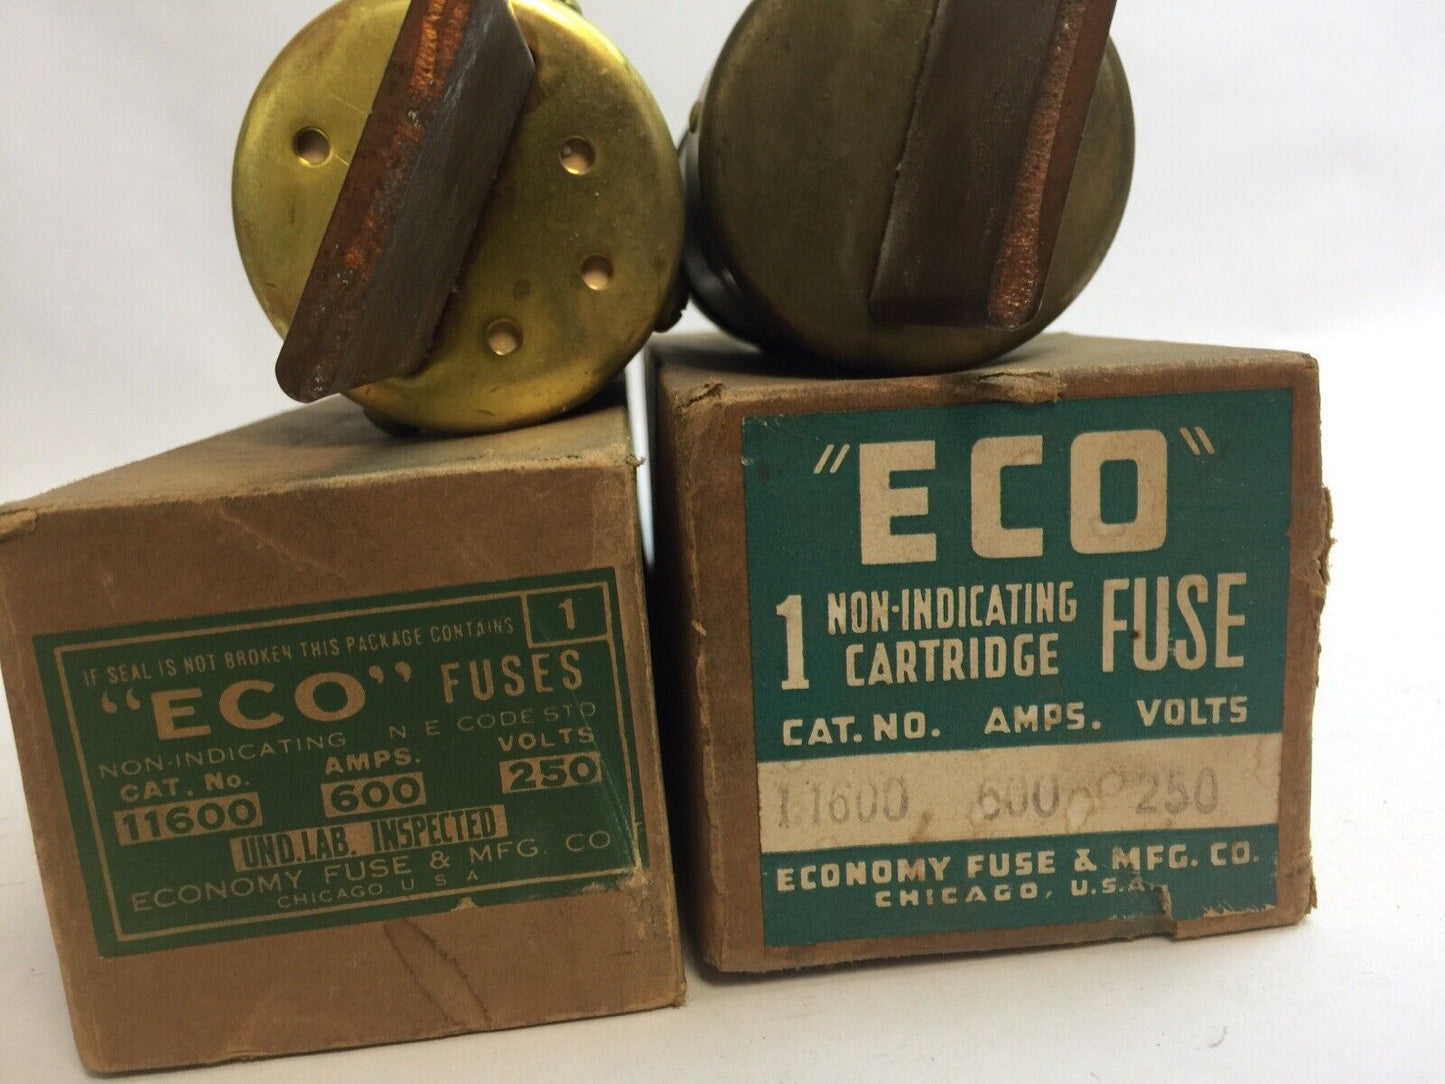 IF SEAL IS NOT BROKEN THIS PACKAGE CONTAINS 1
"ECO" FUSES
NON-INDICATING N E CODE STD
CAT. No. AMPS. VOLTS
11600 600 250
UND. LAB. INSPECTED
ECONOMY FUSE & MFG. CO
CHICAGO. U. S. A
"ECO"
1 NON-INDICATING CARTRIDGE FUSE
CAT. NO. AMPS. VOLTS
11600 600 250
ECONOMY FUSE & MFG. CO.
CHICAGO, U.S.A.